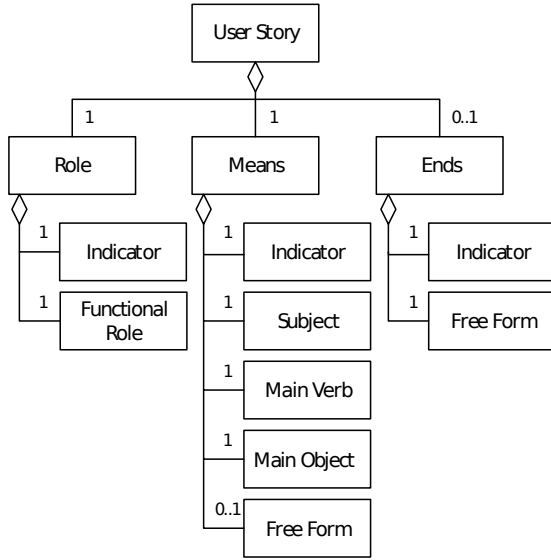 User Story
1
1
0..1
Role
Means
Ends
1
Indicator
1
Indicator
1
Indicator
1
Functional
Role
1
Subject
1
Free Form
1
Main Verb
1
Main Object
0..1
Free Form